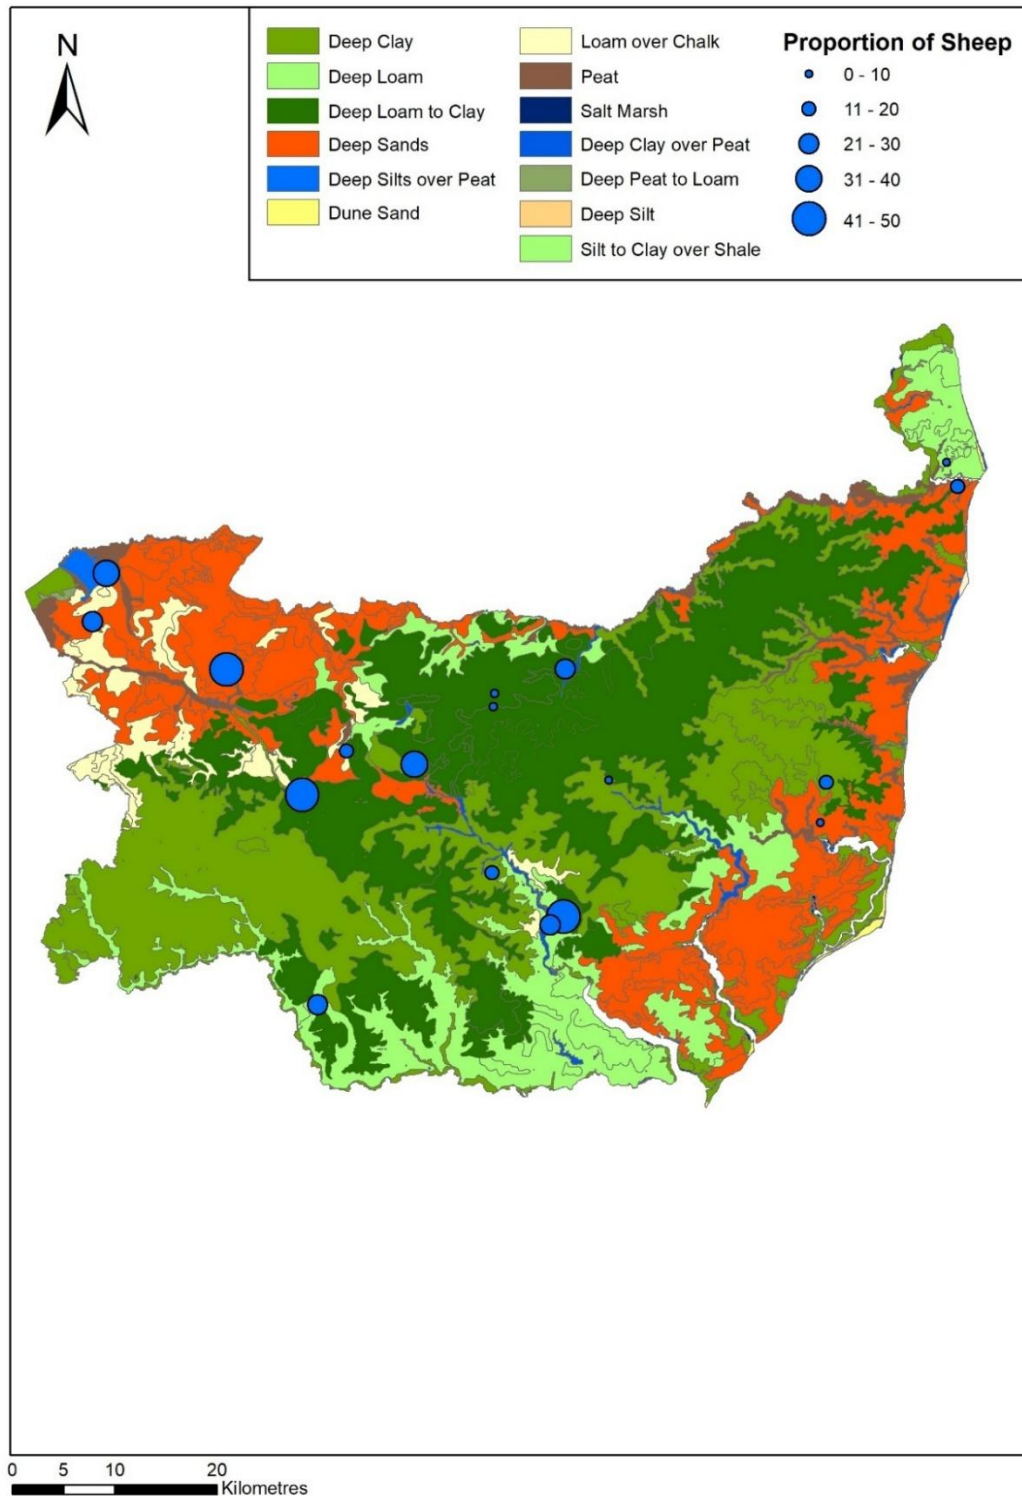 N
Deep Clay
Deep Loam
Deep Loam to Clay
Deep Sands
Deep Silts over Peat
Dune Sand
Loam over Chalk
Peat
Salt Marsh
Deep Clay over Peat
Deep Peat to Loam
Deep Silt
Silt to Clay over Shale
Proportion of Sheep
0 - 10
11 - 20
21 - 30
31 - 40
41 - 50
0 5 10 20
Kilometres